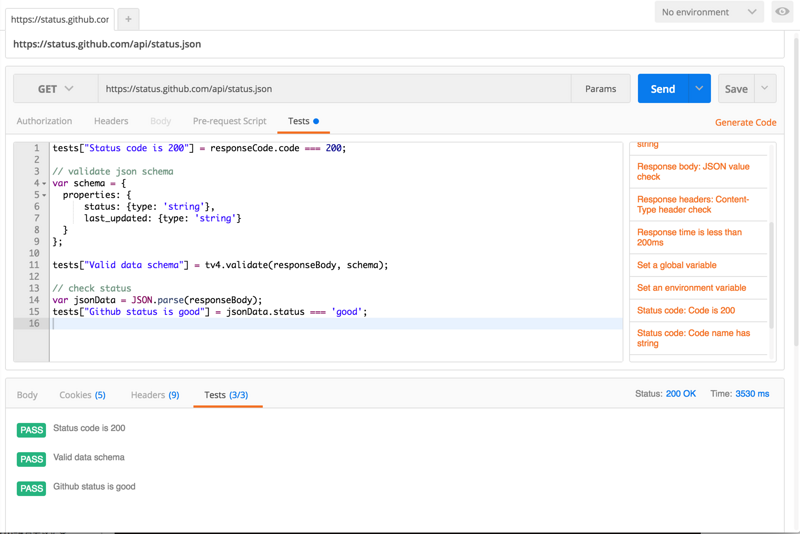 https://status.github.cor
+
No environment
https://status.github.com/api/status.json
GET
https://status.github.com/api/status.json
Params
Send
Save
Authorization
Headers
Body
Pre-request Script
Tests
Generate Code
1 tests["Status code is 200"] = responseCode.code === 200;
2
3 // validate json schema
4 var schema = {
5 properties: {
6 status: {type: 'string'},
7 last_updated: {type: 'string'}
8 }
9 };
10
11 tests["Valid data schema"] = tv4.validate(responseBody, schema);
12
13 // check status
14 var jsonData = JSON.parse(responseBody);
15 tests["Github status is good"] = jsonData.status === 'good';
16
string
Response body: JSON value
check
Response headers: Content-
Type header check
Response time is less than
200ms
Set a global variable
Set an environment variable
Status code: Code is 200
Status code: Code name has
string
Body
Cookies (5)
Headers (9)
Tests (3/3)
Status: 200 OK
Time: 3530 ms
PASS Status code is 200
PASS Valid data schema
PASS Github status is good